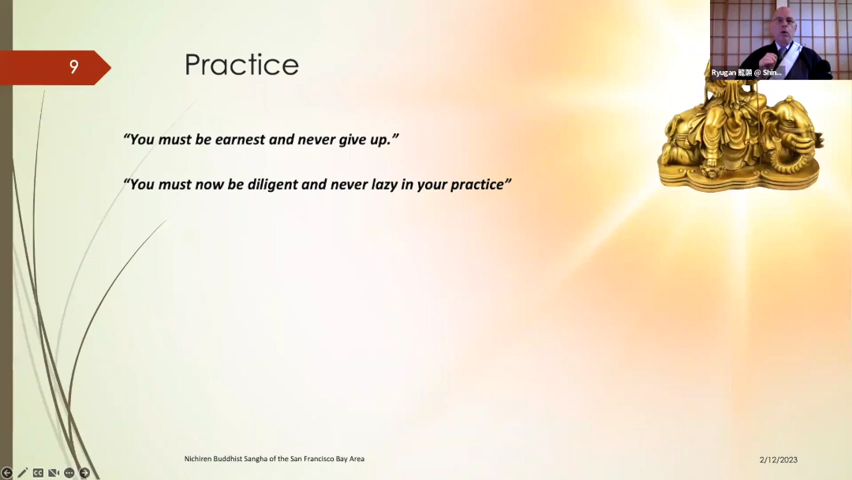 9
Practice
Ryugan 龍願 @ Shin...
“You must be earnest and never give up.”
“You must now be diligent and never lazy in your practice”
Nichiren Buddhist Sangha of the San Francisco Bay Area
2/12/2023
CC